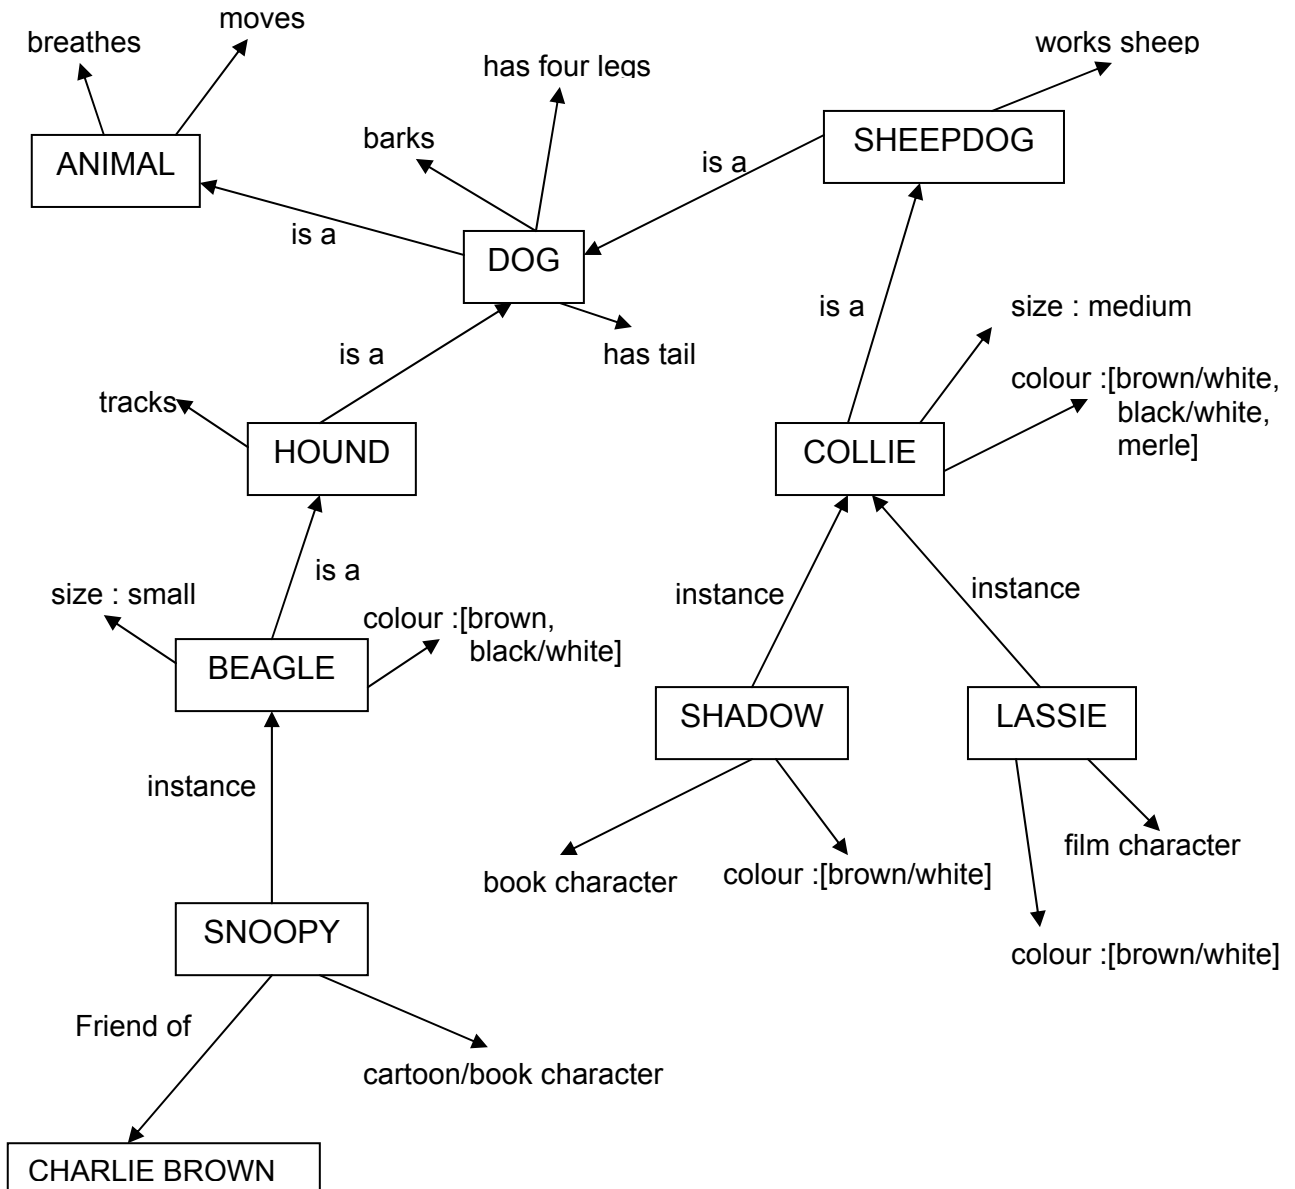 moves
breathes
works sheep
has four legs
ANIMAL
barks
SHEEPDOG
is a
is a
DOG
is a
size : medium
is a
has tail
colour :[brown/white,
black/white,
merle]
tracks
HOUND
COLLIE
is a
size : small
colour :[brown,
black/white]
instance
instance
BEAGLE
SHADOW
LASSIE
instance
film character
book character
colour :[brown/white]
SNOOPY
colour :[brown/white]
Friend of
cartoon/book character
CHARLIE BROWN